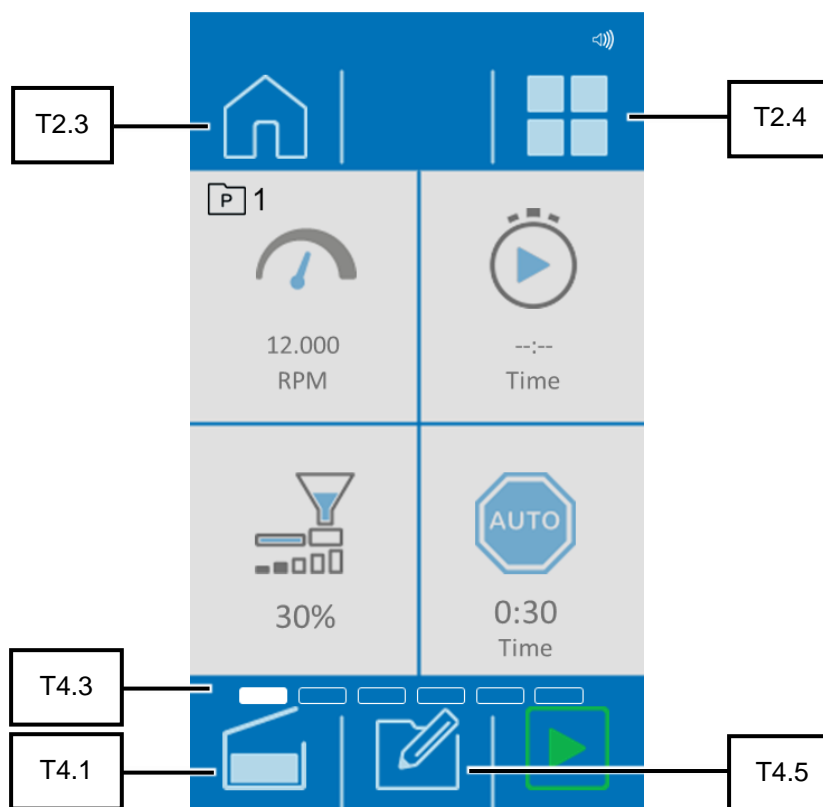 T2.3
T2.4
P 1
12.000
RPM
--:--
Time
30%
AUTO
0:30
Time
T4.3
T4.1
T4.5